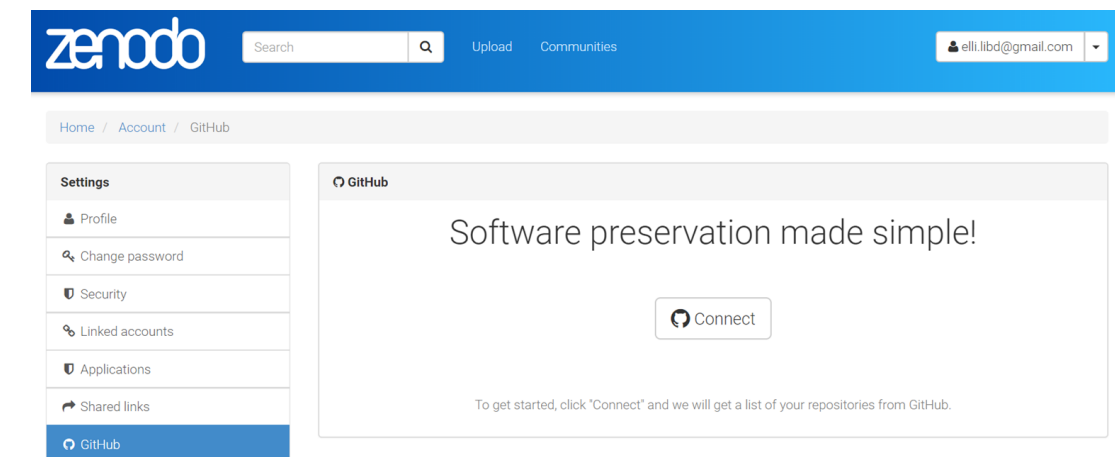 zenodo
Search
Upload Communities
elli.libd@gmail.com
Home / Account / GitHub
Settings
Profile
Change password
Security
Linked accounts
Applications
Shared links
GitHub
GitHub
Software preservation made simple!
Connect
To get started, click "Connect" and we will get a list of your repositories from GitHub.